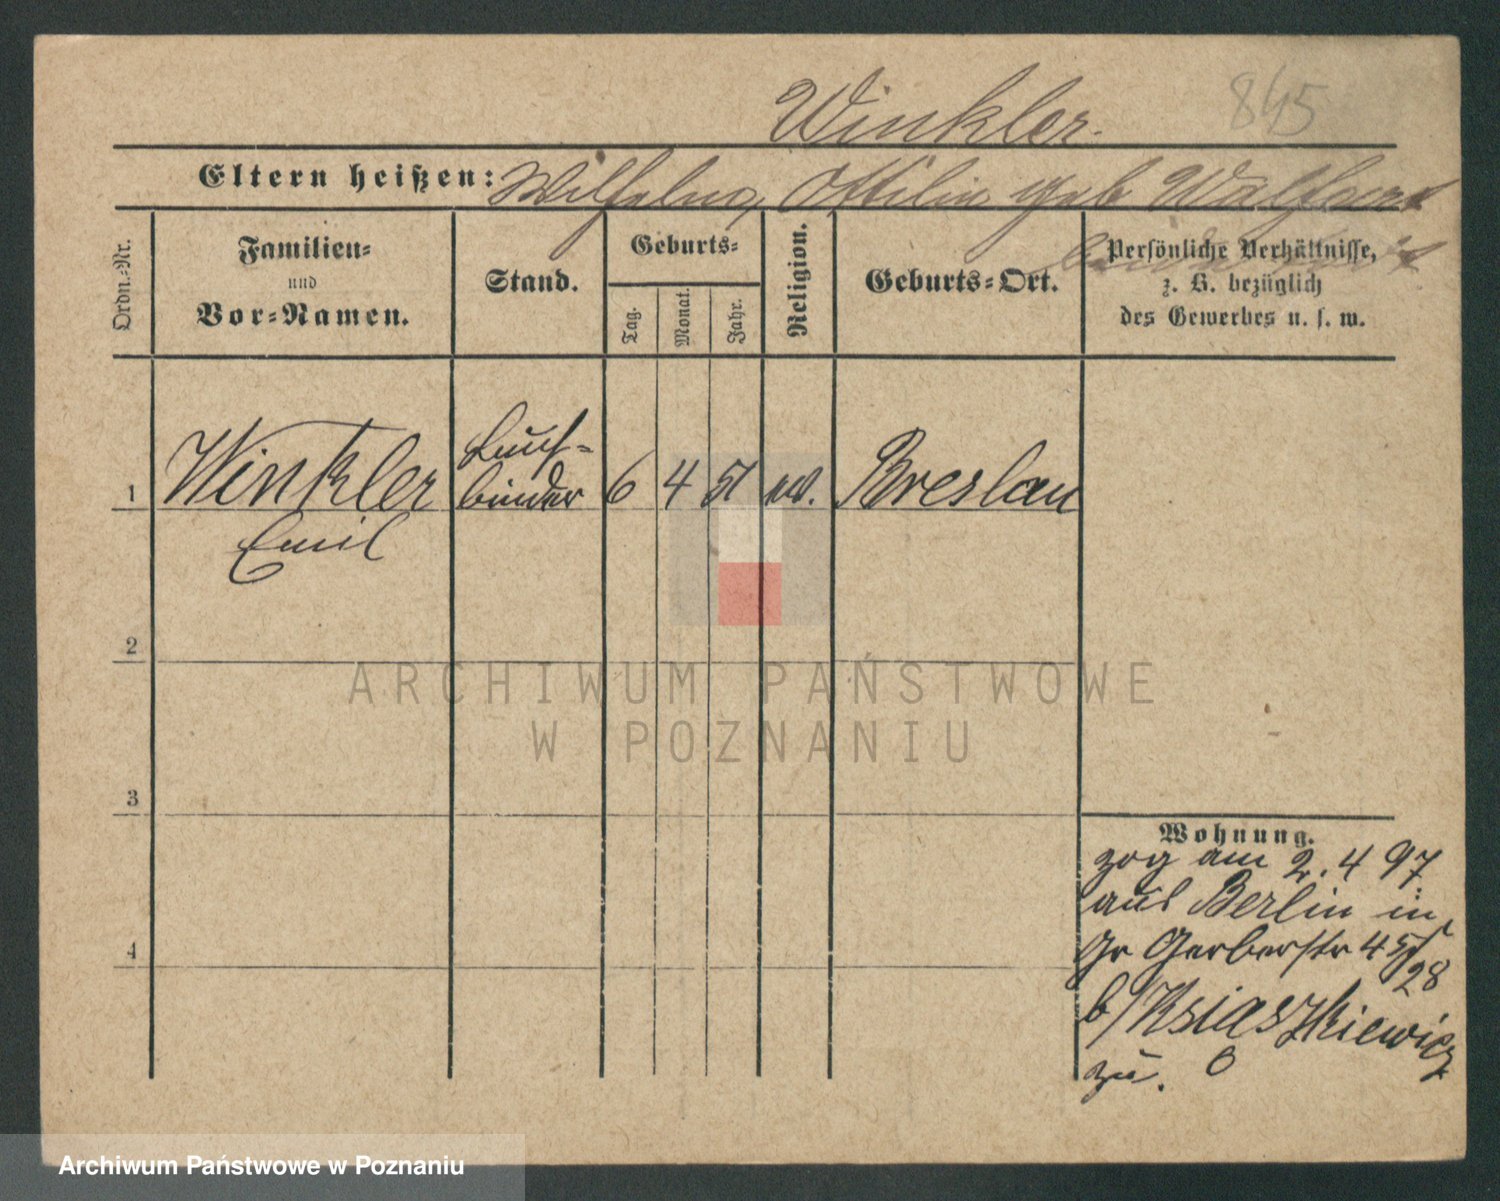 Winkler.
845
Eltern heißen: Wilhelm, Ottilie geb
Ordn.-Nr.
Familien-
und
Vor-Namen.
Stand.
Geburts-
Tag.
Monat.
Jahr.
Religion.
Geburts-Ort.
Persönliche Verhältnisse,
z. B. bezüglich
des Gewerbes u. s. w.
1
Winkler
Emil
Buch-
binder
6
4
51
ev.
Breslau
2
3
4
Wohnung.
zog am 2. 4 97
aus Berlin in
Gr Gerberstr 45/
28
b/ Ksiaszkiewicz
zu.
ARCHIWUM PAŃSTWOWE
W POZNANIU
Archiwum Państwowe w Poznaniu